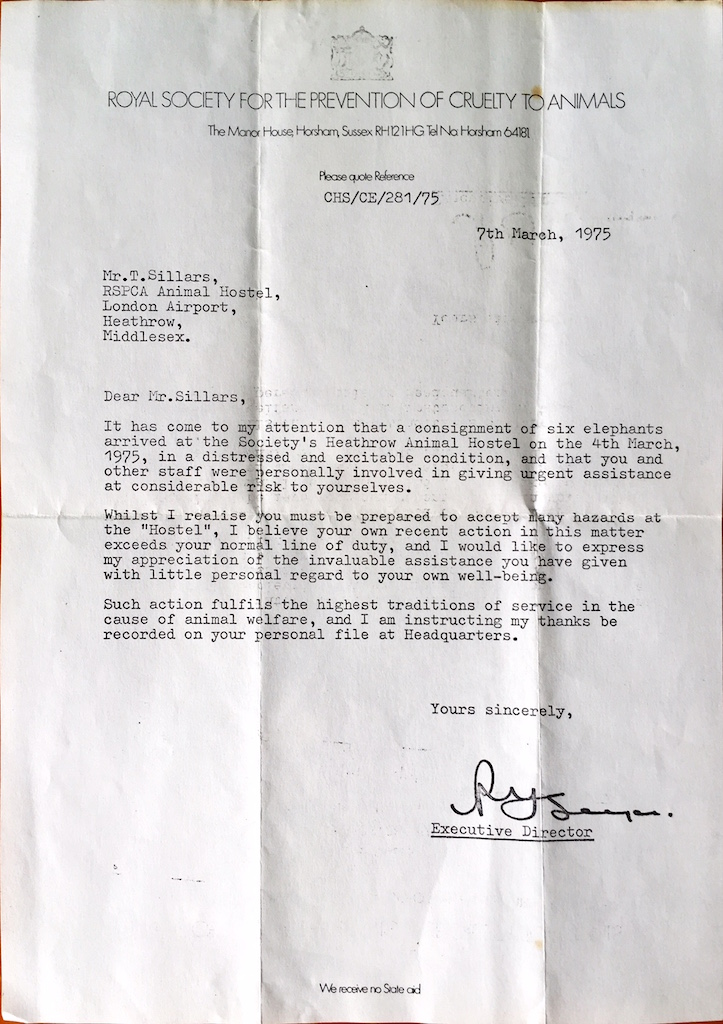 ROYAL SOCIETY FOR THE PREVENTION OF CRUELTY TO ANIMALS
The Manor House, Horsham, Sussex RH12 1HG Tel No: Horsham 64181
Please quote Reference
CHS/CE/281/75
7th March, 1975
Mr.T.Sillars,
RSPCA Animal Hostel,
London Airport,
Heathrow,
Middlesex.
Dear Mr.Sillars,
It has come to my attention that a consignment of six elephants
arrived at the Society's Heathrow Animal Hostel on the 4th March,
1975, in a distressed and excitable condition, and that you and
other staff were personally involved in giving urgent assistance
at considerable risk to yourselves.
Whilst I realise you must be prepared to accept many hazards at
the "Hostel", I believe your own recent action in this matter
exceeds your normal line of duty, and I would like to express
my appreciation of the invaluable assistance you have given
with little personal regard to your own well-being.
Such action fulfils the highest traditions of service in the
cause of animal welfare, and I am instructing my thanks be
recorded on your personal file at Headquarters.
Yours sincerely,
Executive Director
We receive no State aid